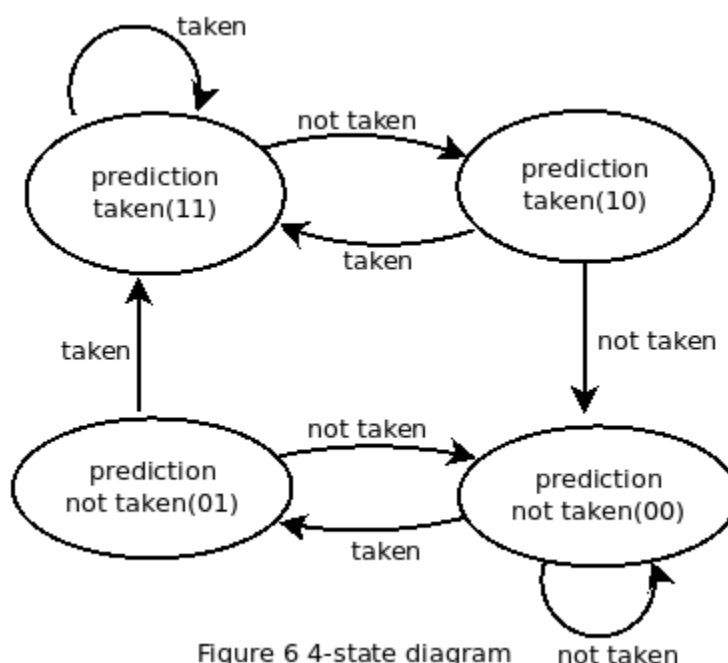 taken
not taken
prediction
taken(11)
prediction
taken(10)
taken
taken
not taken
prediction
not taken(01)
not taken
prediction
not taken(00)
taken
Figure 6 4-state diagram
not taken